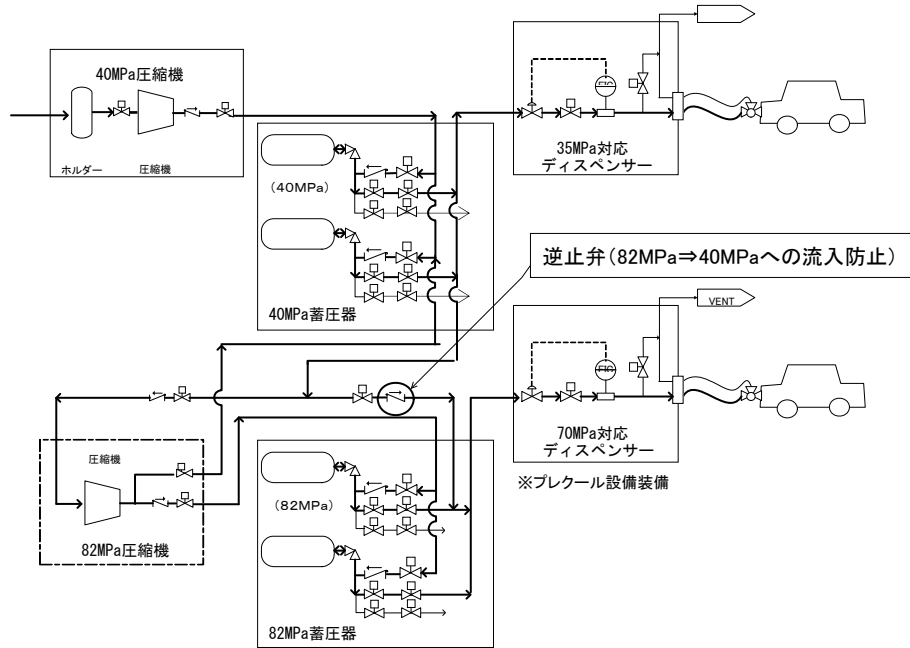 40MPa圧縮機
ホルダー
圧縮機
(40MPa)
40MPa蓄圧器
FIC
35MPa対応
ディスペンサー
逆止弁(82MPa⇒40MPaへの流入防止)
VENT
FIC
70MPa対応
ディスペンサー
※プレクール設備装備
圧縮機
82MPa圧縮機
(82MPa)
82MPa蓄圧器